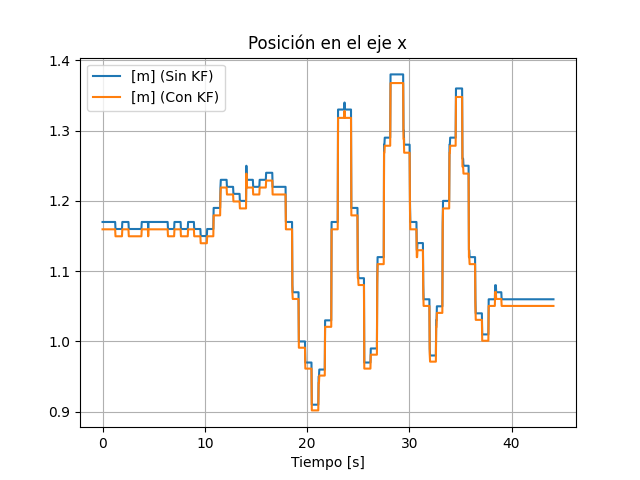 Posición en el eje x
[m] (Sin KF)
[m] (Con KF)
1.4
1.3
1.2
1.1
1.0
0.9
0 10 20 30 40
Tiempo [s]